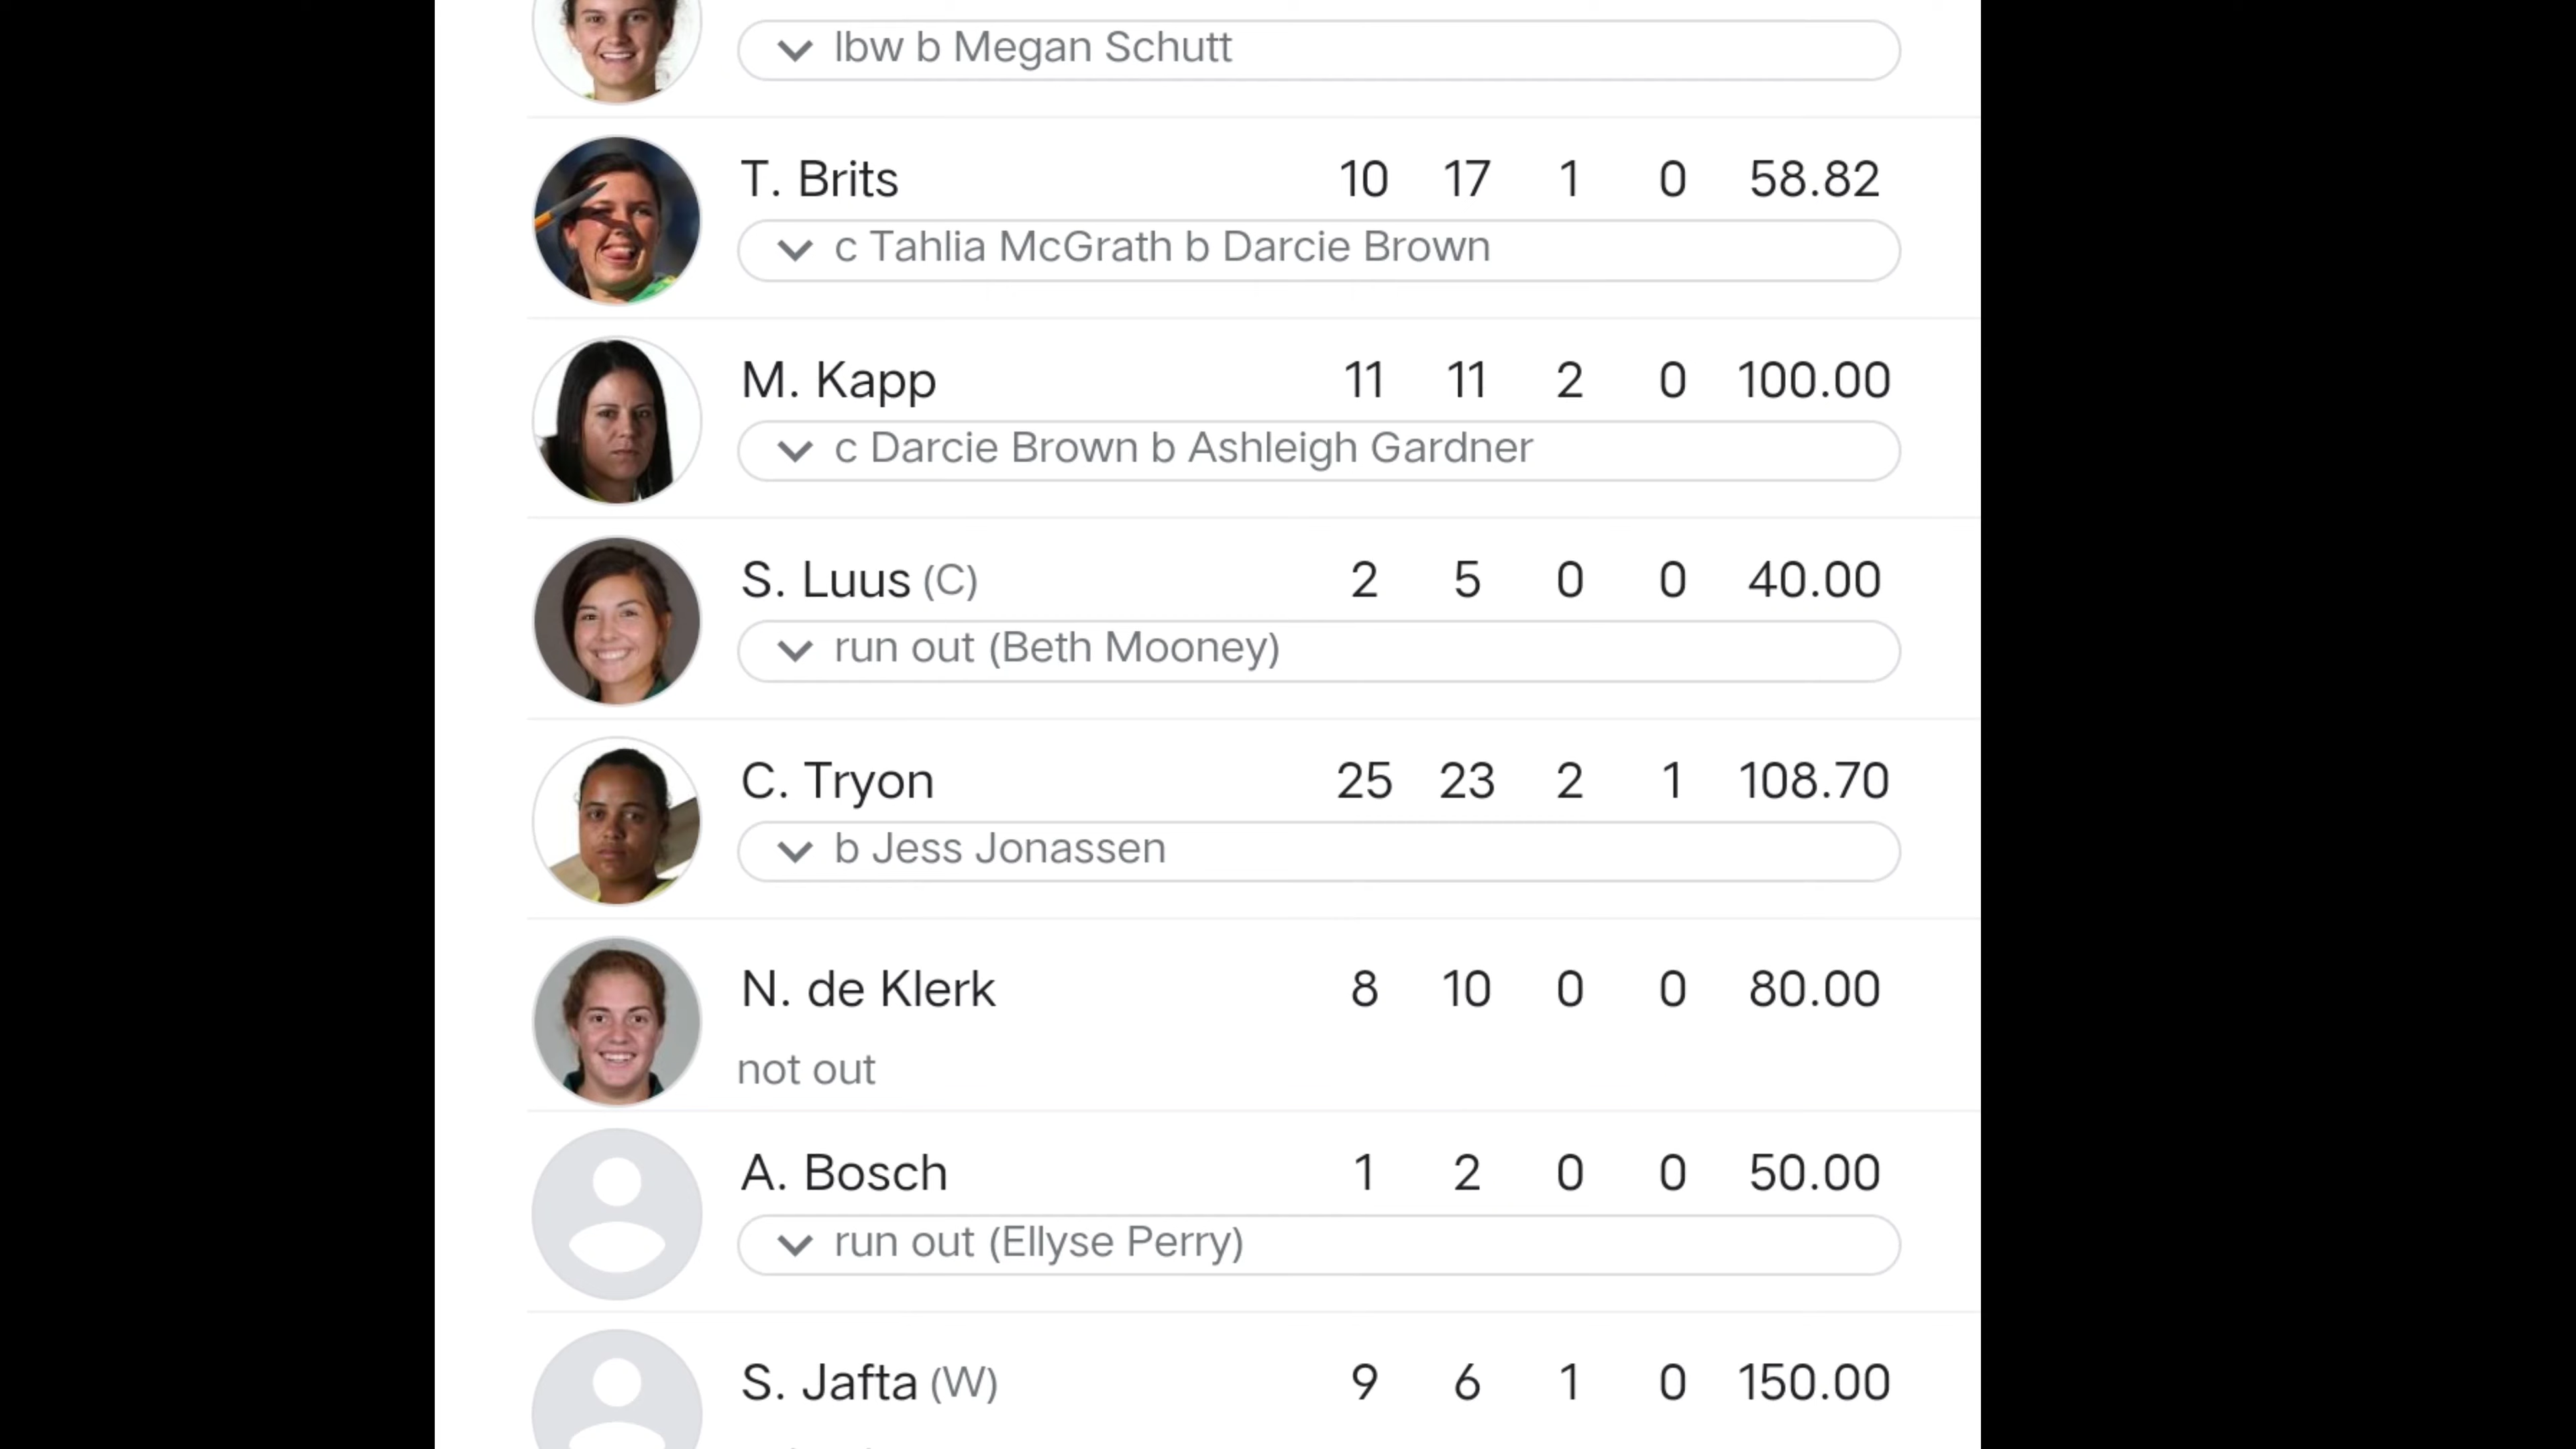 lbw b Megan Schutt
T. Brits 10 17 1 0 58.82
c Tahlia McGrath b Darcie Brown
M. Kapp 11 11 2 0 100.00
c Darcie Brown b Ashleigh Gardner
S. Luus (C) 2 5 0 0 40.00
run out (Beth Mooney)
C. Tryon 25 23 2 1 108.70
b Jess Jonassen
N. de Klerk 8 10 0 0 80.00
not out
A. Bosch 1 2 0 0 50.00
run out (Ellyse Perry)
S. Jafta (W) 9 6 1 0 150.00